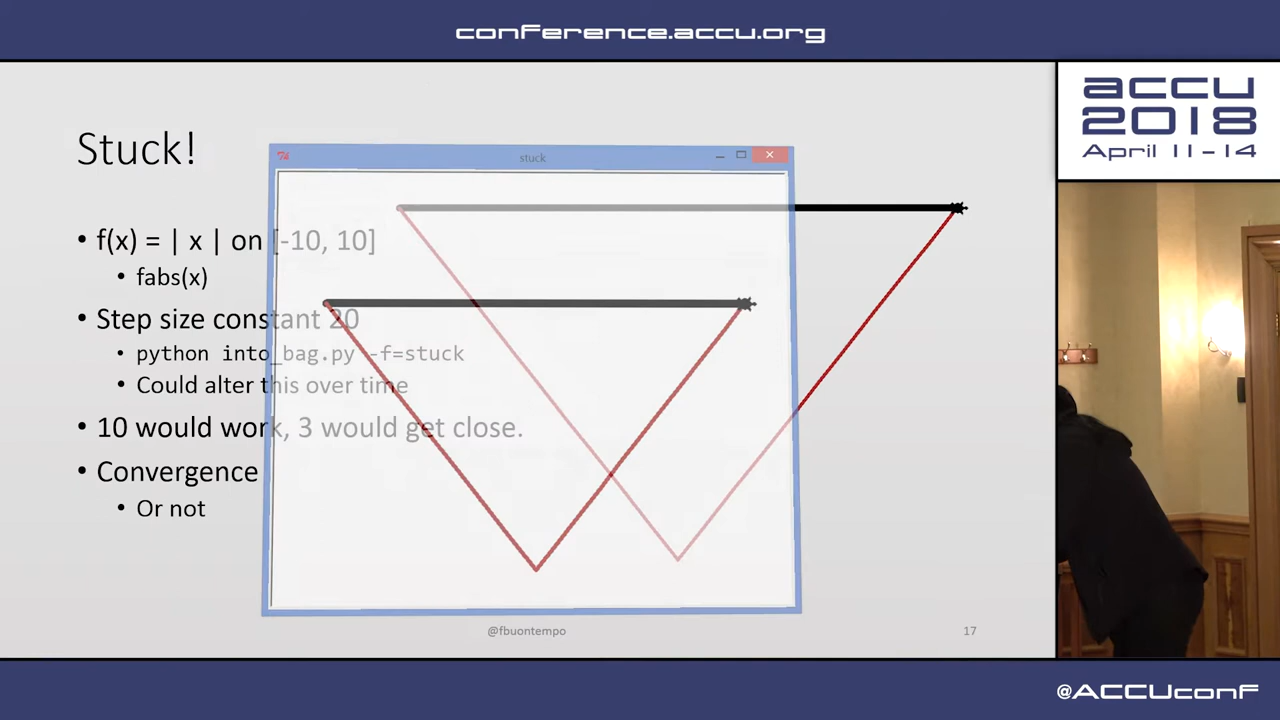 conference.accu.org
accu
2018
April 11-14
Stuck!
stuck
• f(x) = | x | on [-10, 10]
• fabs(x)
• Step size constant 20
• python into_bag.py -f=stuck
• Could alter this over time
• 10 would work, 3 would get close.
• Convergence
• Or not
@fbuontempo
17
@ACCUconf